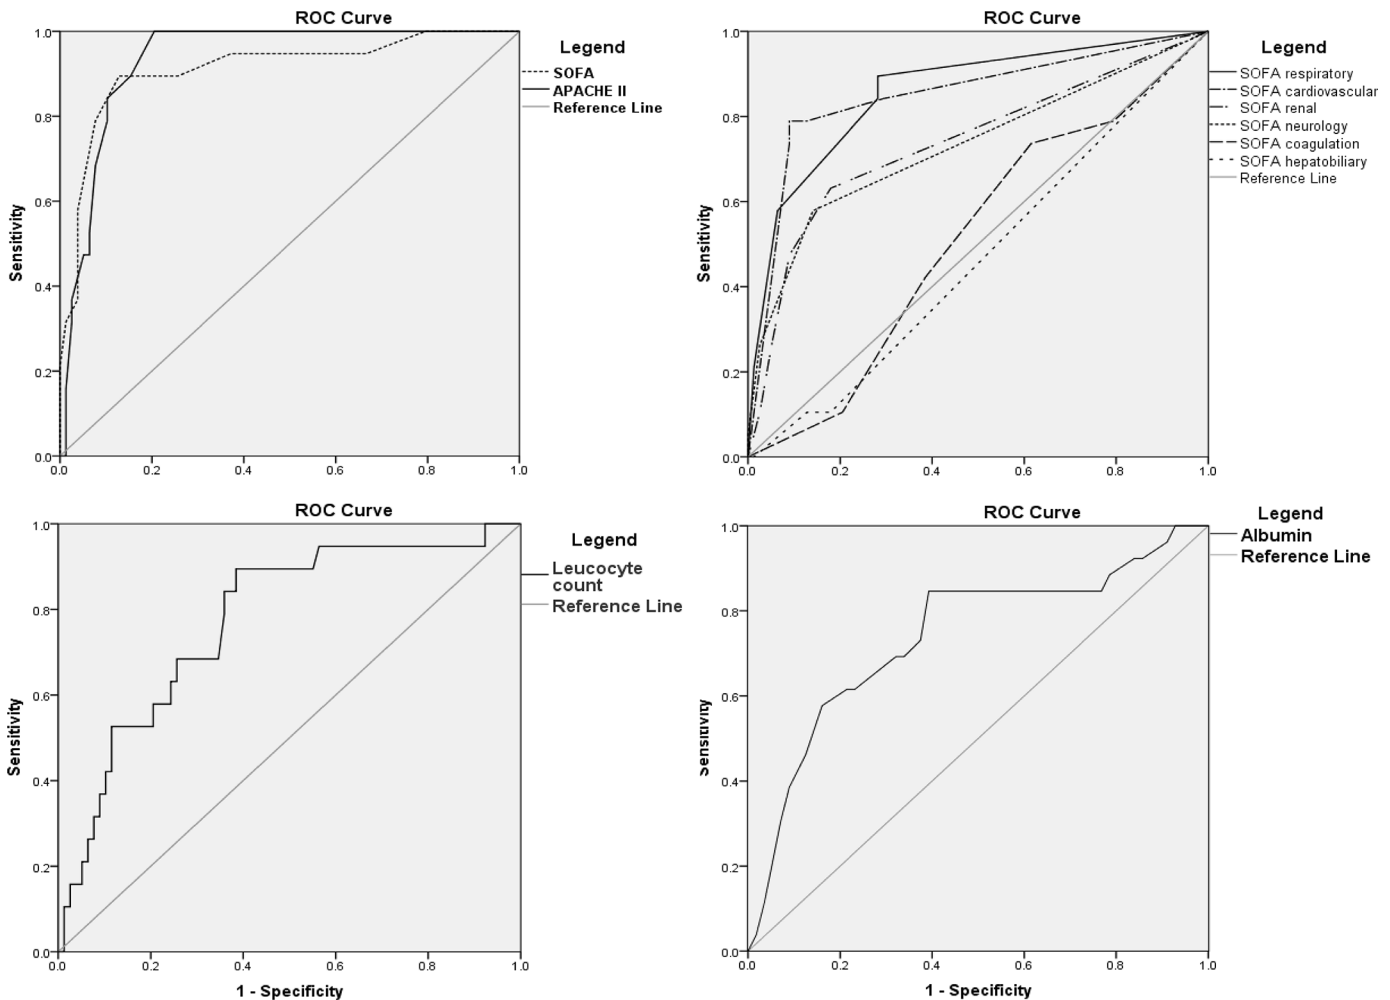 ROC Curve
Legend
SOFA
APACHE II
Reference Line
Sensitivity
1.0
0.8
0.6
0.4
0.2
0.0
0.0 0.2 0.4 0.6 0.8 1.0
ROC Curve
Legend
SOFA respiratory
SOFA cardiovascular
SOFA renal
SOFA neurology
SOFA coagulation
SOFA hepatobiliary
Reference Line
Sensitivity
1.0
0.8
0.6
0.4
0.2
0.0
0.0 0.2 0.4 0.6 0.8 1.0
ROC Curve
Legend
Leucocyte
count
Reference Line
Sensitivity
1.0
0.8
0.6
0.4
0.2
0.0
0.0 0.2 0.4 0.6 0.8 1.0
1 - Specificity
ROC Curve
Legend
Albumin
Reference Line
Sensitivity
1.0
0.8
0.6
0.4
0.2
0.0
0.0 0.2 0.4 0.6 0.8 1.0
1 - Specificity